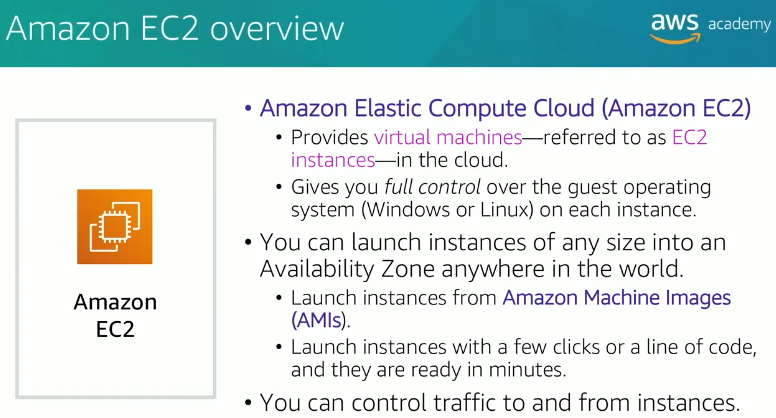 Amazon EC2 overview
aws academy
Amazon
EC2
• Amazon Elastic Compute Cloud (Amazon EC2)
• Provides virtual machines—referred to as EC2
instances—in the cloud.
• Gives you full control over the guest operating
system (Windows or Linux) on each instance.
• You can launch instances of any size into an
Availability Zone anywhere in the world.
• Launch instances from Amazon Machine Images
(AMIs).
• Launch instances with a few clicks or a line of code,
and they are ready in minutes.
• You can control traffic to and from instances.